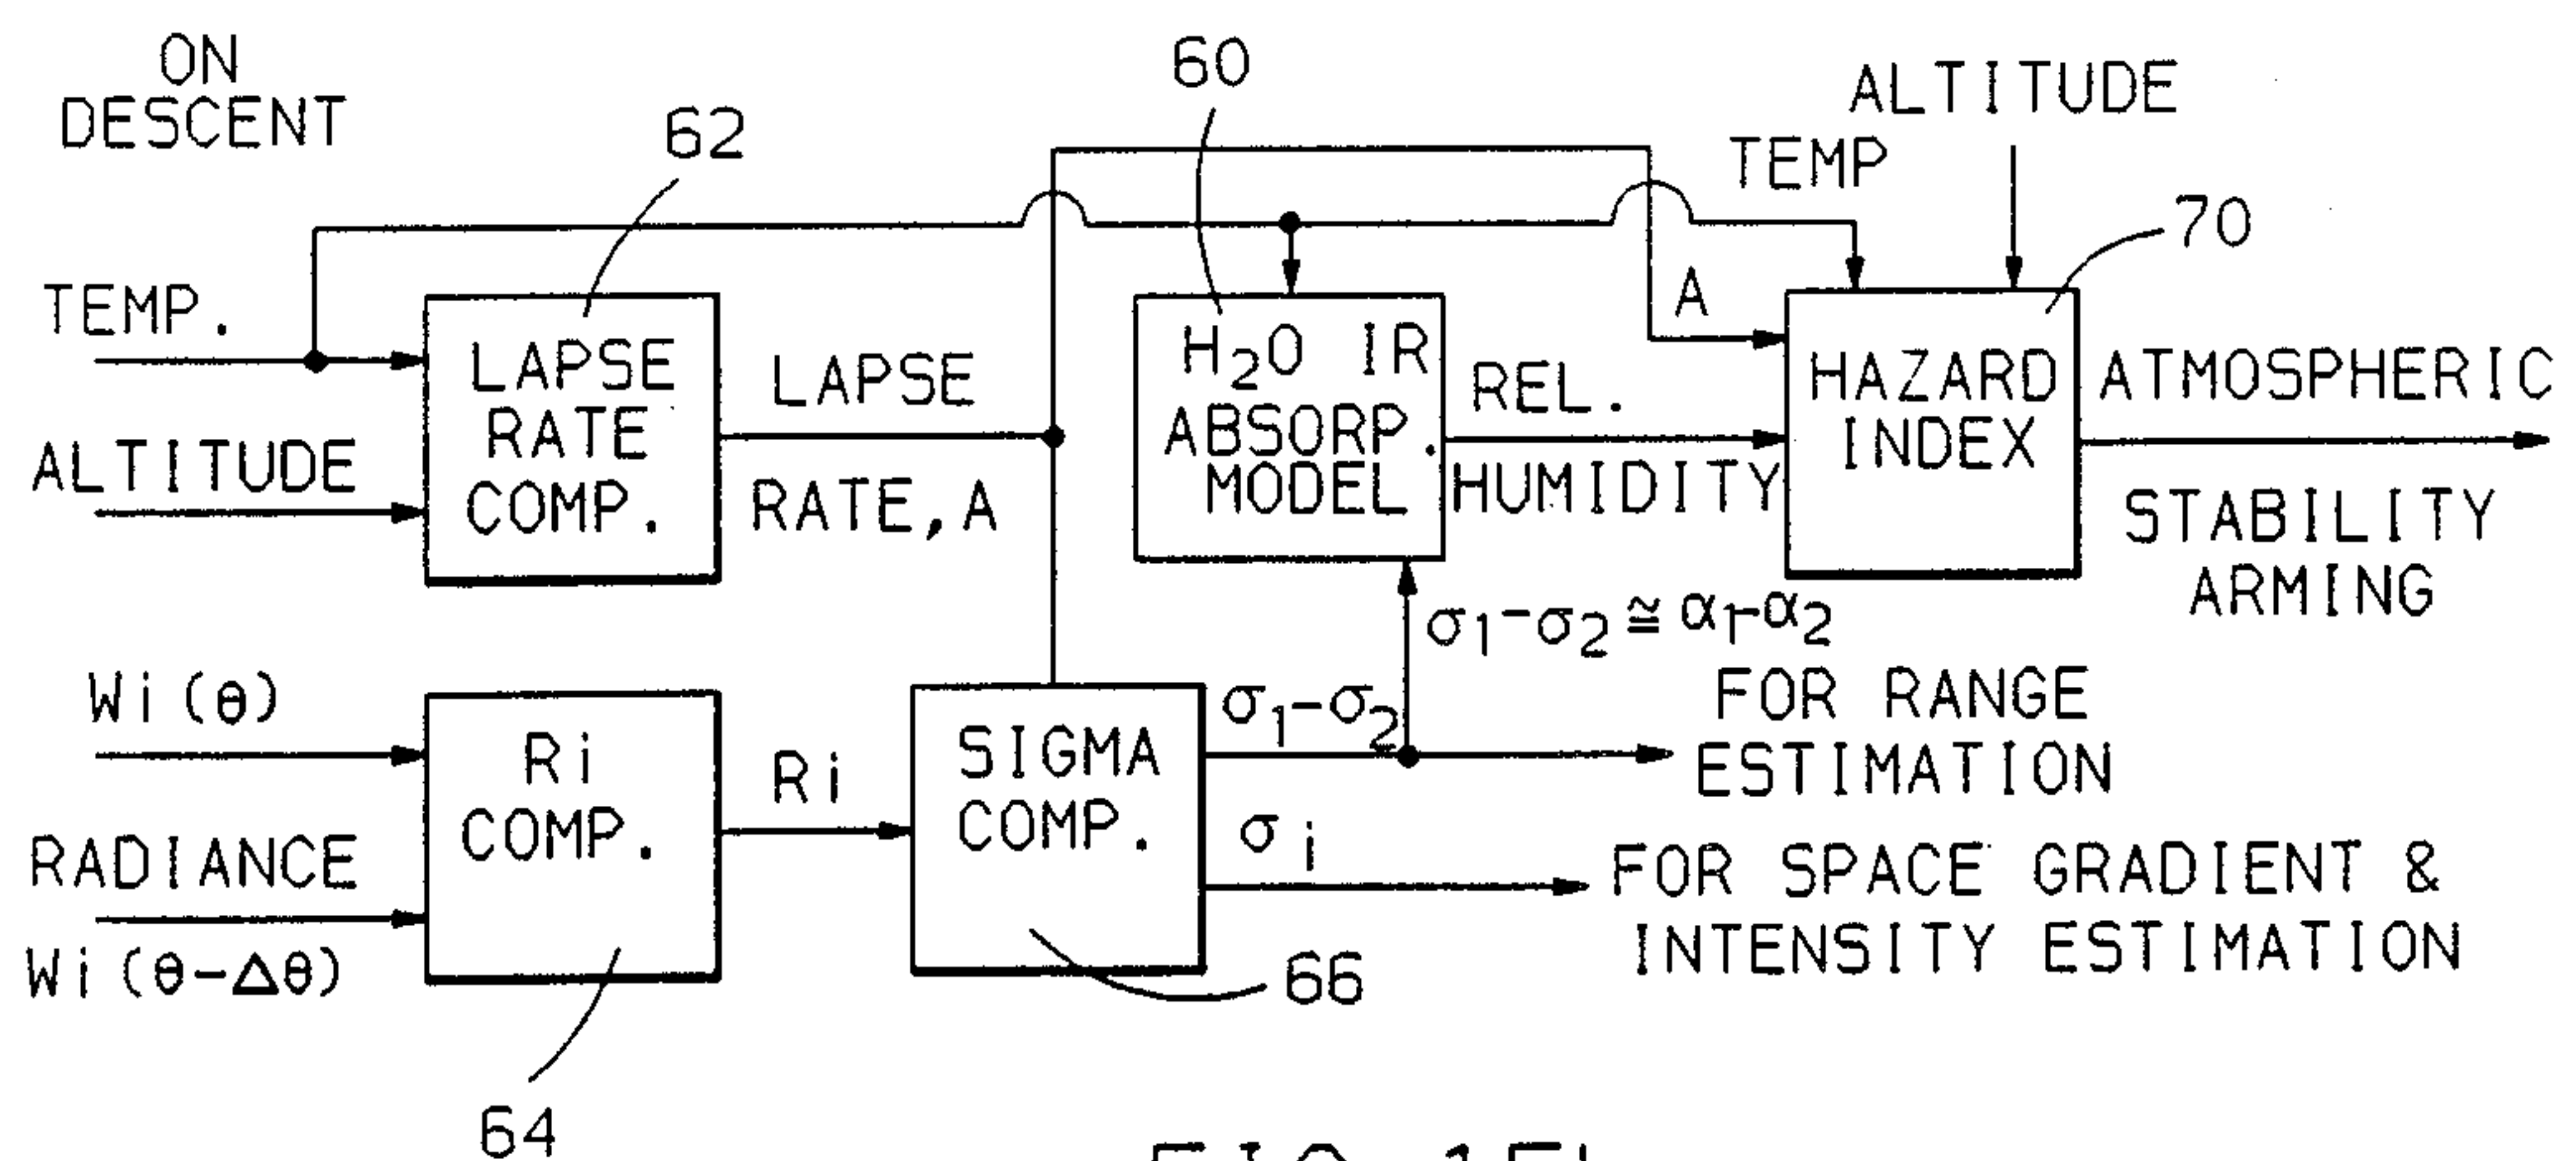 ON
DESCENT
62
60
ALTITUDE
TEMP
70
TEMP.
ALTITUDE
LAPSE
RATE
COMP.
LAPSE
RATE, A
H₂O IR
ABSORP.
MODEL
REL.
HUMIDITY
A
HAZARD
INDEX
ATMOSPHERIC
STABILITY
ARMING
σ₁-σ₂ ≅ α₁-α₂
Wi(θ)
RADIANCE
Wi(θ-Δθ)
Ri
COMP.
Ri
SIGMA
COMP.
σ₁-σ₂
σi
FOR RANGE
ESTIMATION
FOR SPACE GRADIENT &
INTENSITY ESTIMATION
66
64